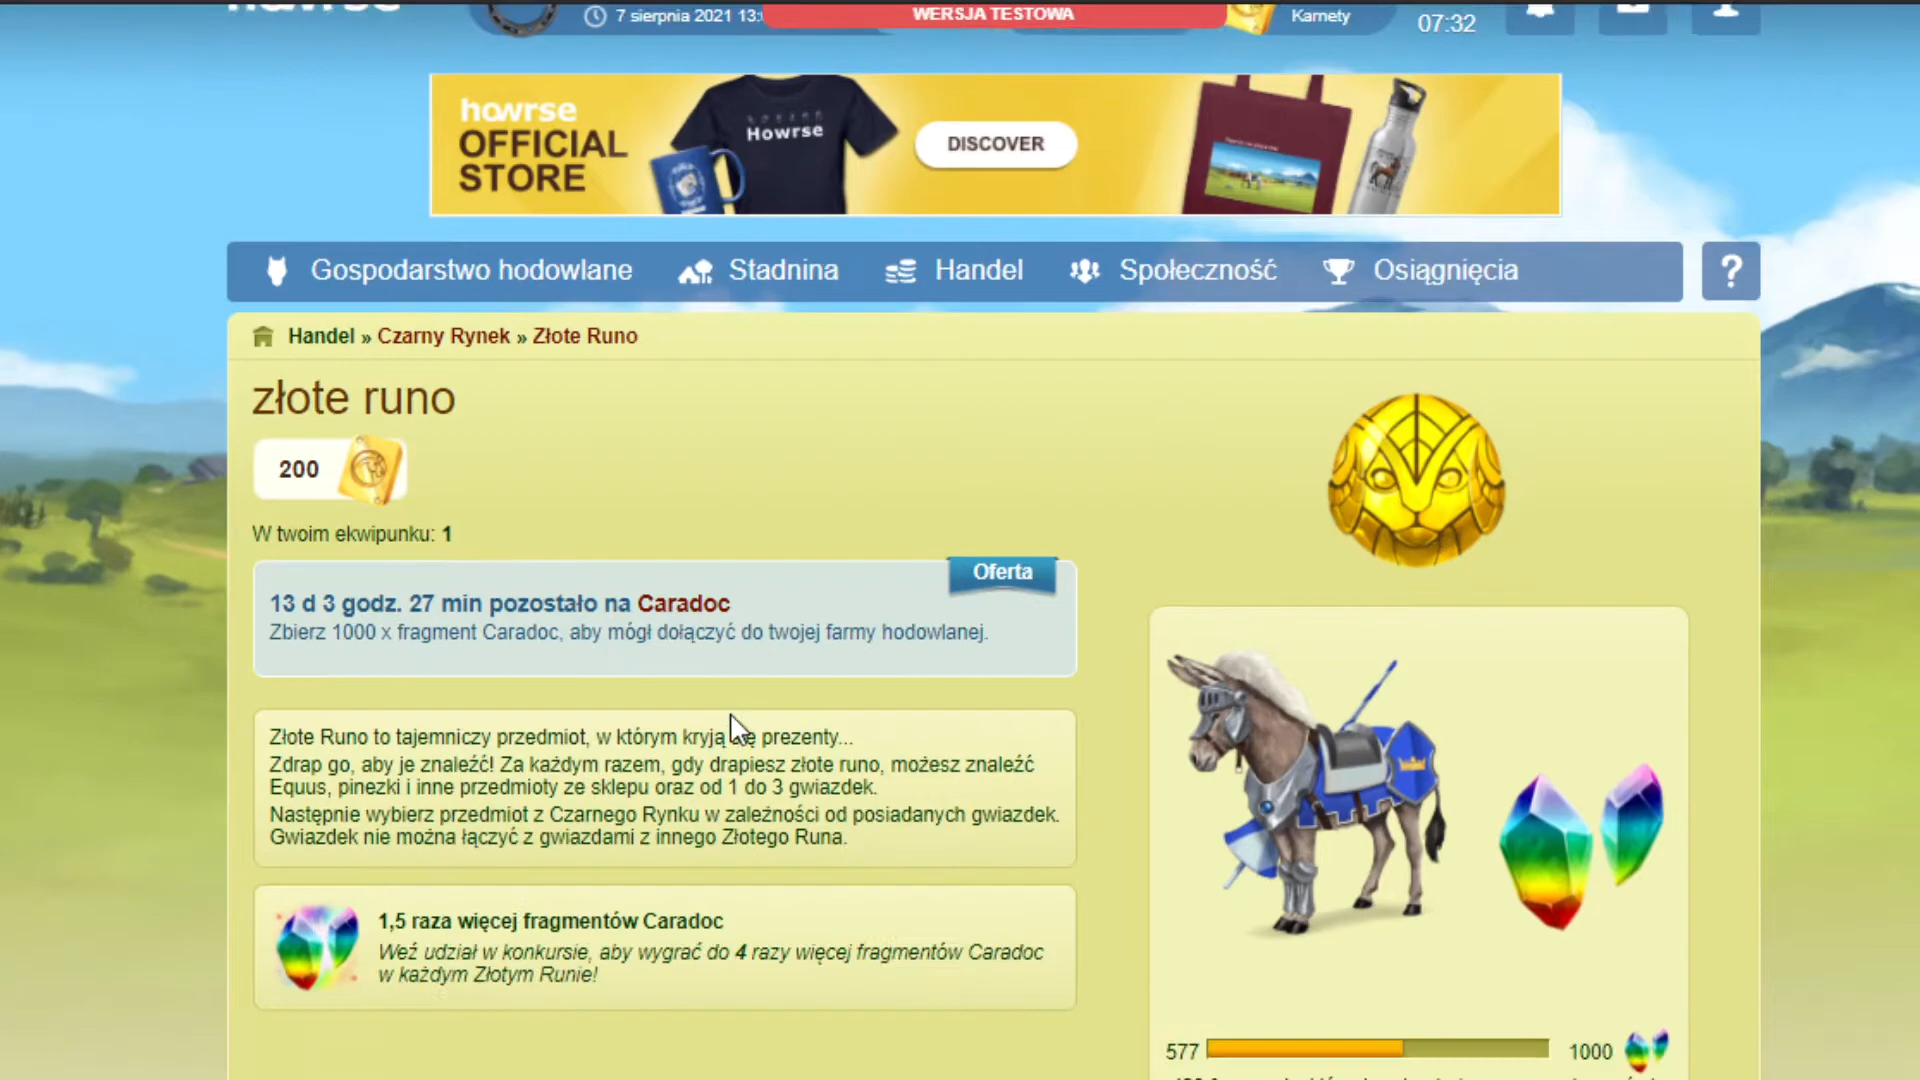 howrse
7 sierpnia 2021
WERSJA TESTOWA
Karnety
07:32
howrse
OFFICIAL
STORE
Howrse
DISCOVER
Gospodarstwo hodowlane
Stadnina
Handel
Społeczność
Osiągnięcia
?
Handel » Czarny Rynek » Złote Runo
złote runo
200
W twoim ekwipunku: 1
Oferta
13 d 3 godz. 27 min pozostało na Caradoc
Zbierz 1000 x fragment Caradoc, aby mógł dołączyć do twojej farmy hodowlanej.
Złote Runo to tajemniczy przedmiot, w którym kryją się prezenty...
Zdrap go, aby je znaleźć! Za każdym razem, gdy drapiesz złote runo, możesz znaleźć
Equus, pinezki i inne przedmioty ze sklepu oraz od 1 do 3 gwiazdek.
Następnie wybierz przedmiot z Czarnego Rynku w zależności od posiadanych gwiazdek.
Gwiazdek nie można łączyć z gwiazdami z innego Złotego Runa.
1,5 raza więcej fragmentów Caradoc
Weź udział w konkursie, aby wygrać do 4 razy więcej fragmentów Caradoc
w każdym Złotym Runie!
577
1000